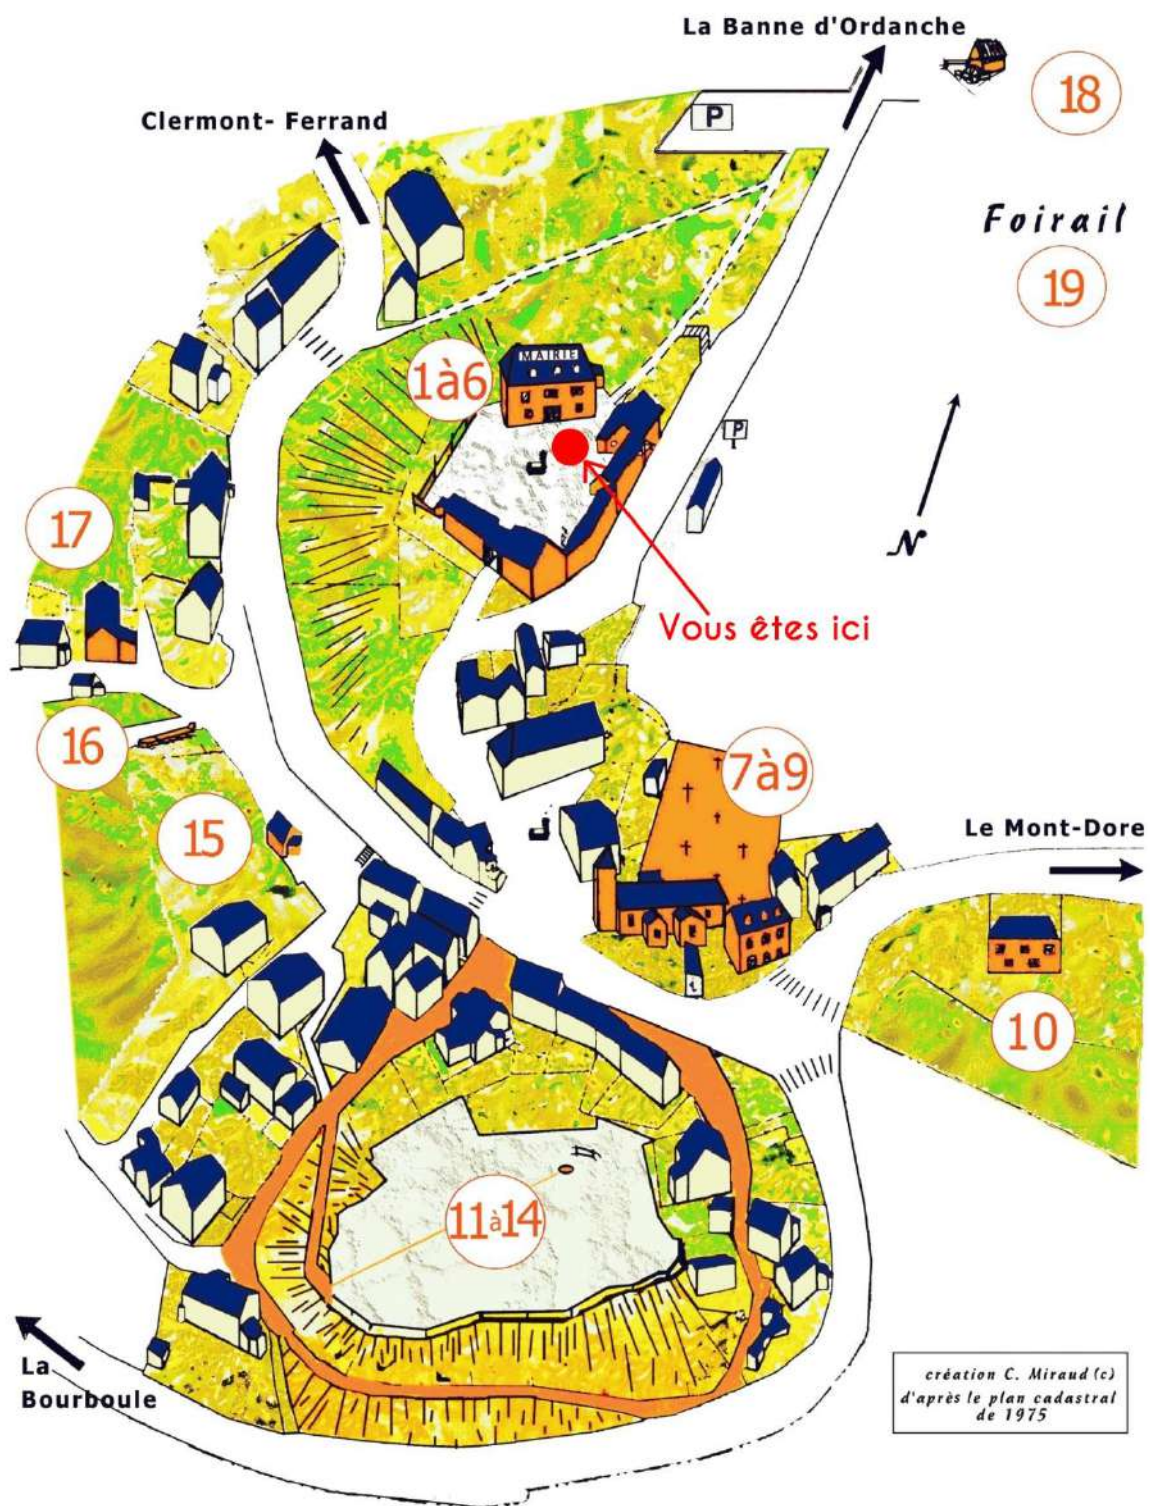 La Banne d'Ordanche
18
P
Clermont- Ferrand
Foirail
19
MAIRIE
1à6
P
17
N
Vous êtes ici
16
7à9
15
Le Mont-Dore
10
11à14
La
Bourboule
création C. Miraud (c)
d'après le plan cadastral
de 1975